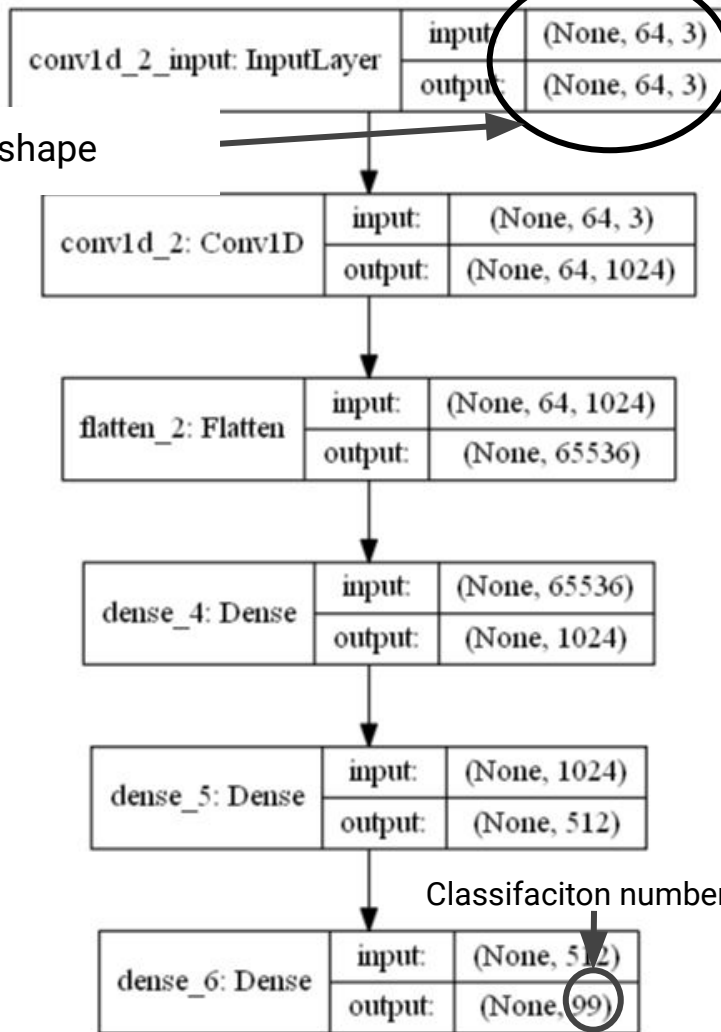 conv1d_2_input: InputLayer
input:
(None, 64, 3)
output:
(None, 64, 3)
shape
conv1d_2: Conv1D
input:
(None, 64, 3)
output:
(None, 64, 1024)
flatten_2: Flatten
input:
(None, 64, 1024)
output:
(None, 65536)
dense_4: Dense
input:
(None, 65536)
output:
(None, 1024)
dense_5: Dense
input:
(None, 1024)
output:
(None, 512)
Classifaciton number
dense_6: Dense
input:
(None, 512)
output:
(None, 99)